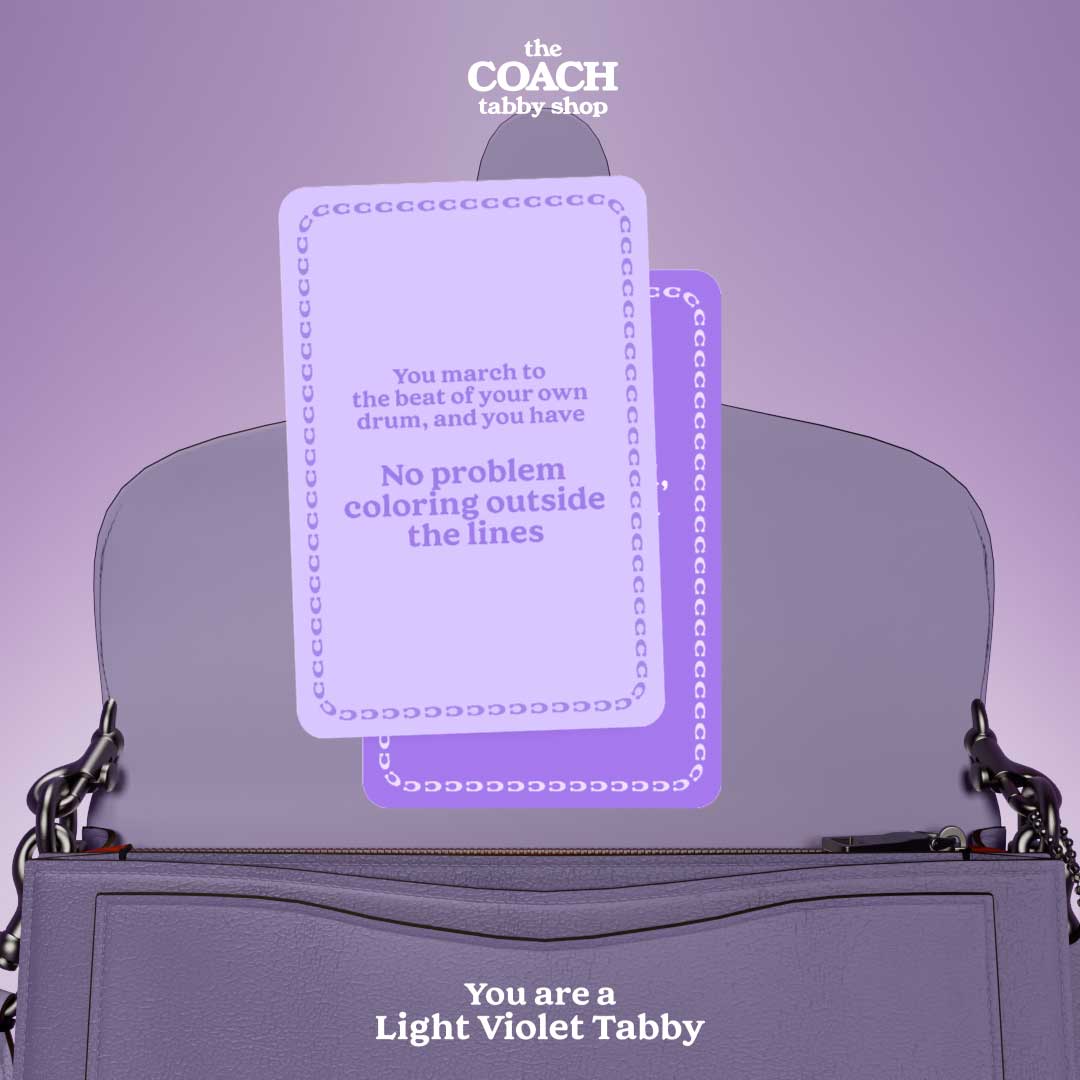 the
COACH
tabby shop
You march to
the beat of your own
drum, and you have
No problem
coloring outside
the lines
You are a
Light Violet Tabby